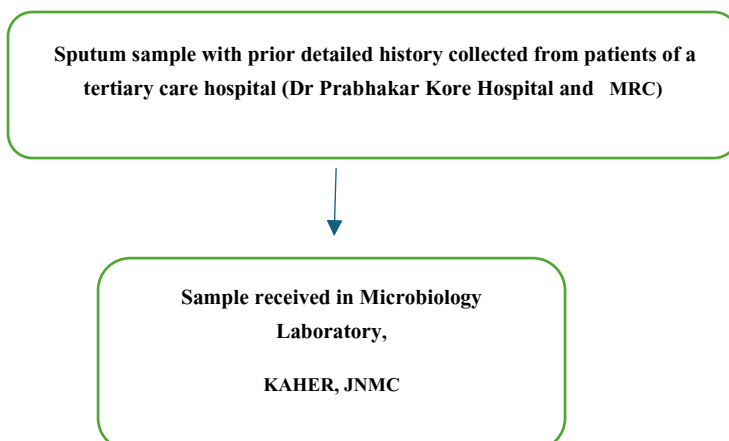 Sputum sample with prior detailed history collected from patients of a
tertiary care hospital (Dr Prabhakar Kore Hospital and MRC)
Sample received in Microbiology
Laboratory,
KAHER, JNMC